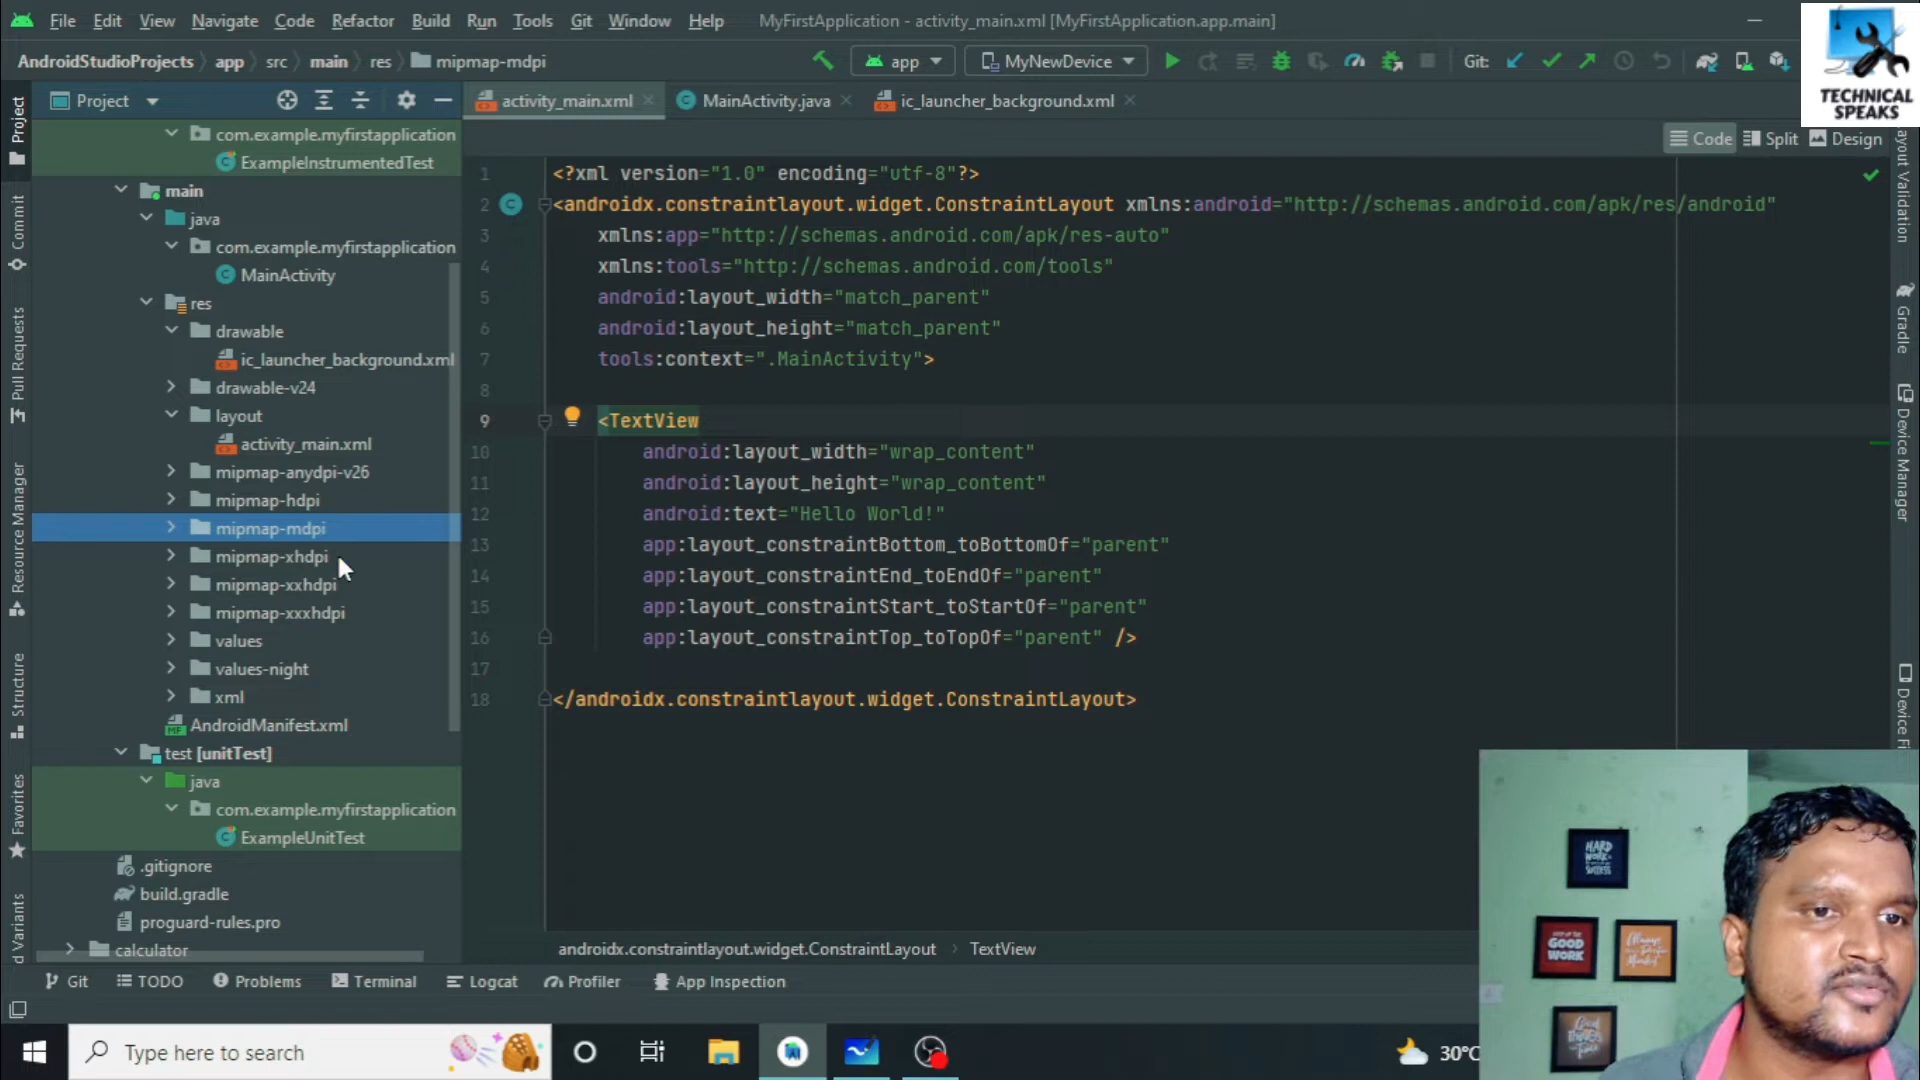 File Edit View Navigate Code Refactor Build Run Tools Git Window Help MyFirstApplication - activity_main.xml [MyFirstApplication.app.main]
AndroidStudioProjects app src main res mipmap-mdpi app MyNewDevice Git:
TECHNICAL
SPEAKS
Project
activity_main.xml MainActivity.java ic_launcher_background.xml
Code Split Design
com.example.myfirstapplication
ExampleInstrumentedTest
main
java
com.example.myfirstapplication
MainActivity
res
drawable
ic_launcher_background.xml
drawable-v24
layout
activity_main.xml
mipmap-anydpi-v26
mipmap-hdpi
mipmap-mdpi
mipmap-xhdpi
mipmap-xxhdpi
mipmap-xxxhdpi
values
values-night
xml
AndroidManifest.xml
test [unitTest]
java
com.example.myfirstapplication
ExampleUnitTest
.gitignore
build.gradle
proguard-rules.pro
calculator
1 <?xml version="1.0" encoding="utf-8"?>
2 <androidx.constraintlayout.widget.ConstraintLayout xmlns:android="http://schemas.android.com/apk/res/android"
3 xmlns:app="http://schemas.android.com/apk/res-auto"
4 xmlns:tools="http://schemas.android.com/tools"
5 android:layout_width="match_parent"
6 android:layout_height="match_parent"
7 tools:context=".MainActivity">
8
9 <TextView
10 android:layout_width="wrap_content"
11 android:layout_height="wrap_content"
12 android:text="Hello World!"
13 app:layout_constraintBottom_toBottomOf="parent"
14 app:layout_constraintEnd_toEndOf="parent"
15 app:layout_constraintStart_toStartOf="parent"
16 app:layout_constraintTop_toTopOf="parent" />
17
18 </androidx.constraintlayout.widget.ConstraintLayout>
androidx.constraintlayout.widget.ConstraintLayout TextView
Project
Commit
Pull Requests
Resource Manager
Structure
Favorites
d Variants
ayout Validation
Gradle
Device Manager
Device Fi
HARD
WORK
SUCCESS
GOOD
WORK
Git TODO Problems Terminal Logcat Profiler App Inspection
Type here to search
30°C